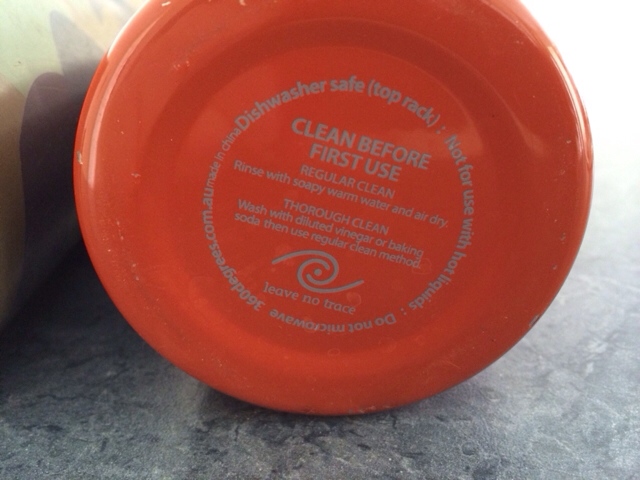 Dishwasher safe (top rack) : Not for use with hot liquids : Do not microwave 360degrees.com.au made in china
CLEAN BEFORE
FIRST USE
REGULAR CLEAN
Rinse with soapy warm water and air dry.
THOROUGH CLEAN
Wash with diluted vinegar or baking
soda then use regular clean method.
leave no trace